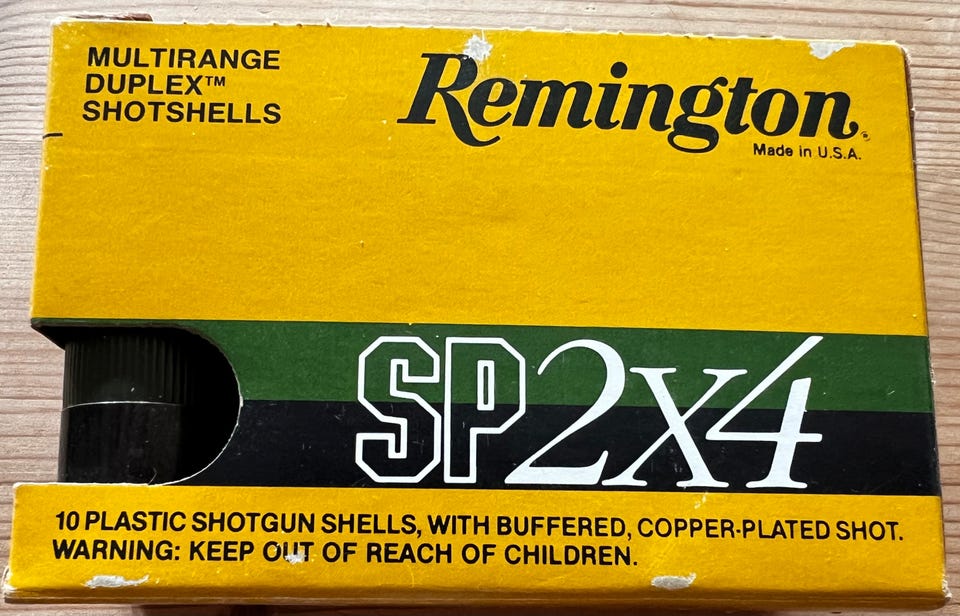 MULTIRANGE
DUPLEX™
SHOTSHELLS
Remington®
Made in U.S.A.
SP2x4
10 PLASTIC SHOTGUN SHELLS, WITH BUFFERED, COPPER-PLATED SHOT.
WARNING: KEEP OUT OF REACH OF CHILDREN.